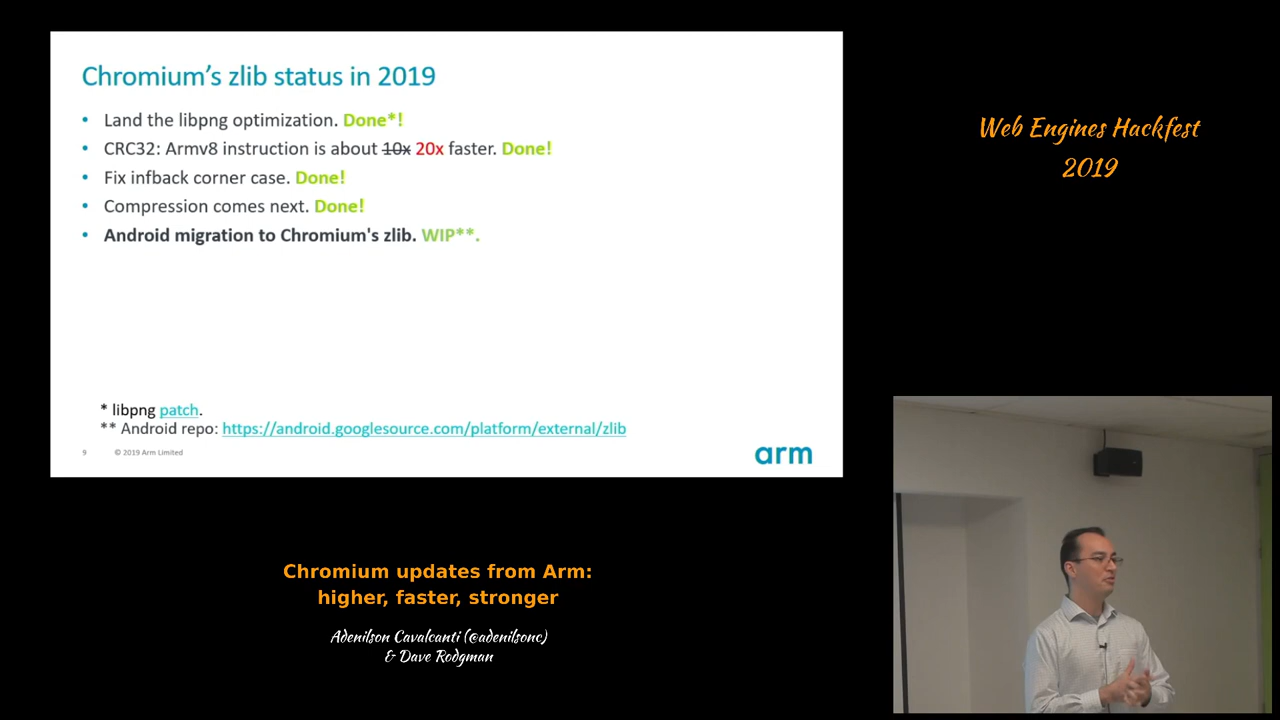 Chromium’s zlib status in 2019
• Land the libpng optimization. Done*!
• CRC32: Armv8 instruction is about 10x 20x faster. Done!
• Fix infback corner case. Done!
• Compression comes next. Done!
• Android migration to Chromium's zlib. WIP**.
* libpng patch.
** Android repo: https://android.googlesource.com/platform/external/zlib
9 © 2019 Arm Limited
arm
Web Engines Hackfest
2019
Chromium updates from Arm:
higher, faster, stronger
Adenilson Cavalcanti (@adenilsonc)
& Dave Rodgman